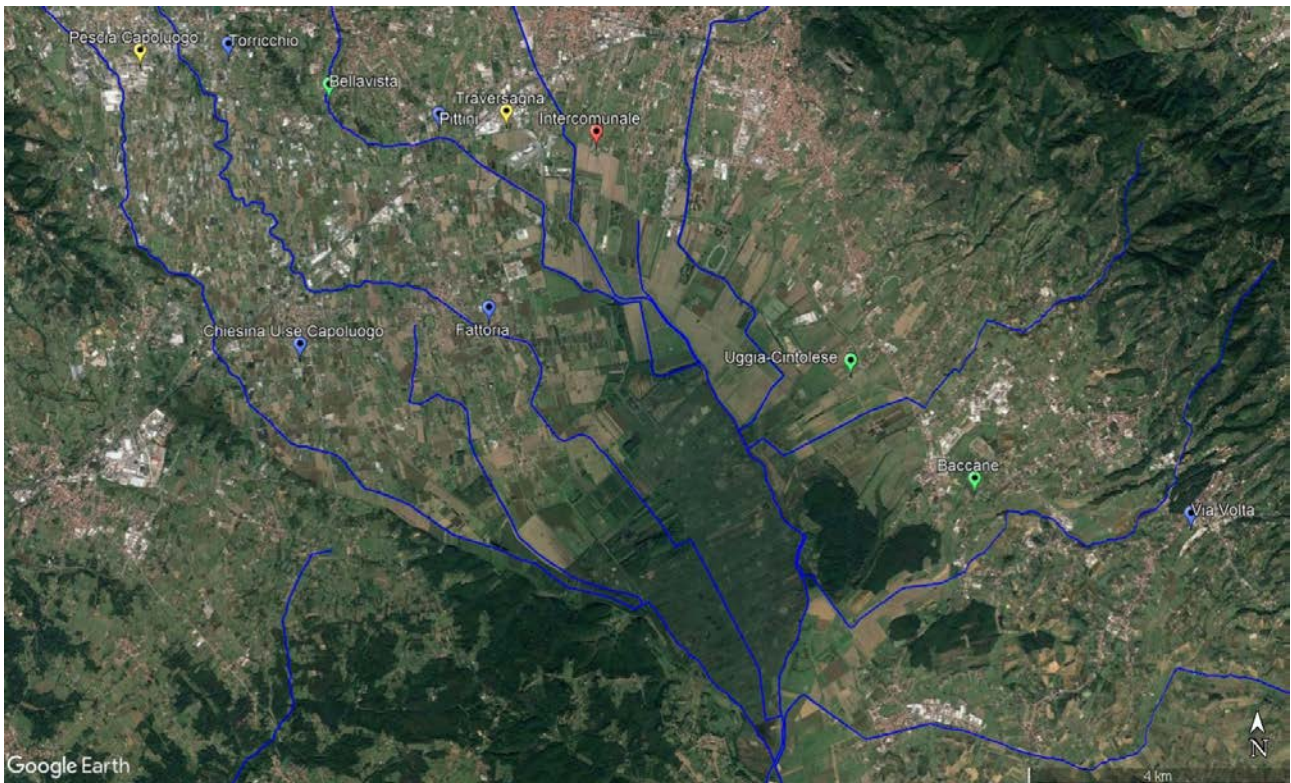 Pescia Capoluogo
Torricchio
Bellavista
Traversagna
Pittini
Intercomunale
Chiesina U.se Capoluogo
Fattoria
Uggia-Cintolese
Baccane
Via Volta
N
Google Earth
4 km